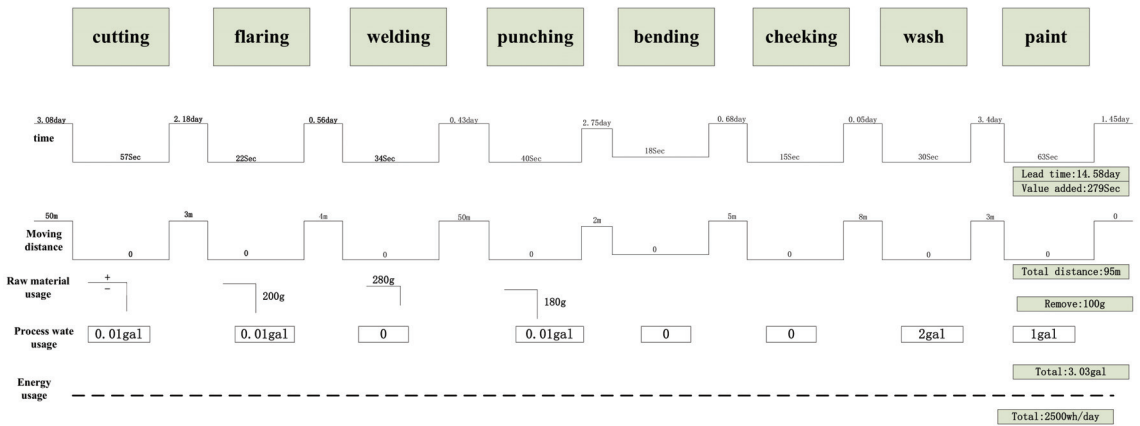 cutting flaring welding punching bending cheeking wash paint
3.08day 2.18day 0.56day 0.43day 2.75day 0.68day 0.05day 3.4day 1.45day
time
57Sec 22Sec 34Sec 40Sec 18Sec 15Sec 30Sec 63Sec
Lead time:14.58day
Value added:279Sec
50m 3m 4m 50m 2m 5m 8m 3m 0
Moving
distance
0 0 0 0 0 0 0 0
Total distance:95m
Raw material
usage
+
−
200g
280g
180g
Remove:100g
Process wate
usage
0.01gal 0.01gal 0 0.01gal 0 0 2gal 1gal
Total:3.03gal
Energy
usage
Total:2500wh/day